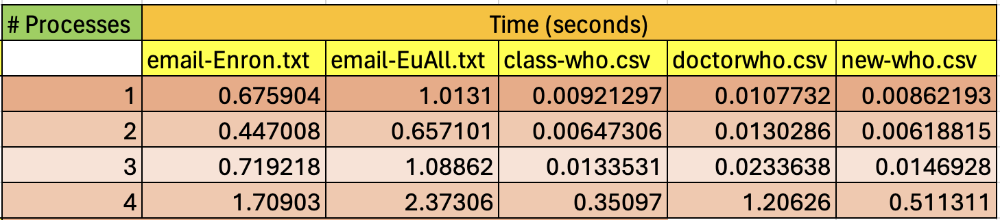 # Processes Time (seconds)
email-Enron.txt email-EuAll.txt class-who.csv doctorwho.csv new-who.csv
1 0.675904 1.0131 0.00921297 0.0107732 0.00862193
2 0.447008 0.657101 0.00647306 0.0130286 0.00618815
3 0.719218 1.08862 0.0133531 0.0233638 0.0146928
4 1.70903 2.37306 0.35097 1.20626 0.511311